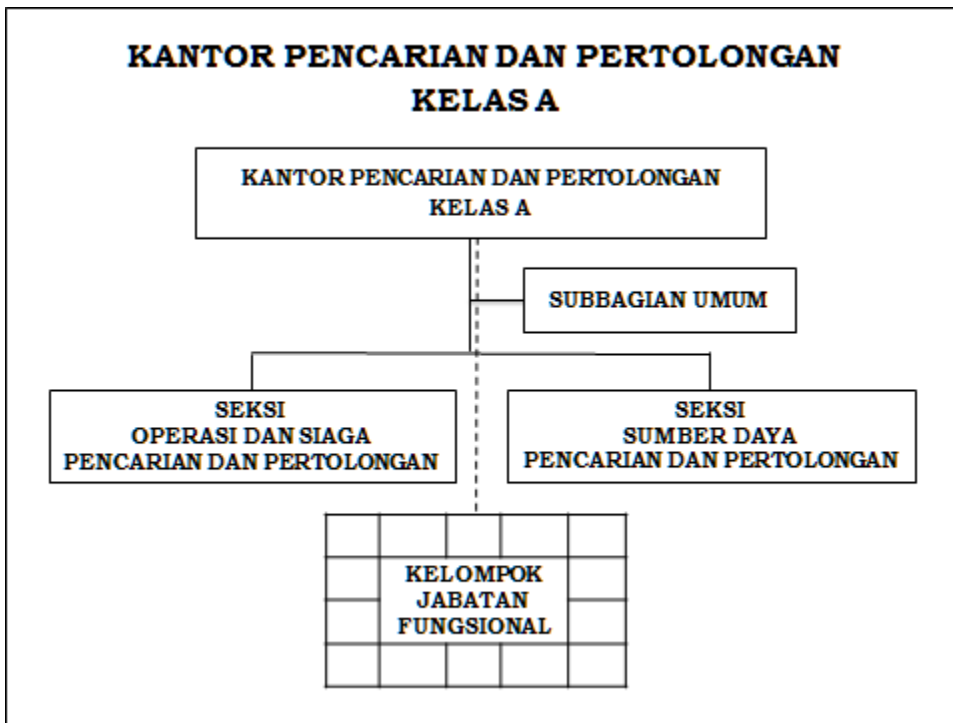 KANTOR PENCARIAN DAN PERTOLONGAN
KELAS A
KANTOR PENCARIAN DAN PERTOLONGAN
KELAS A
SUBBAGIAN UMUM
SEKSI
OPERASI DAN SIAGA
PENCARIAN DAN PERTOLONGAN
SEKSI
SUMBER DAYA
PENCARIAN DAN PERTOLONGAN
KELOMPOK
JABATAN
FUNGSIONAL